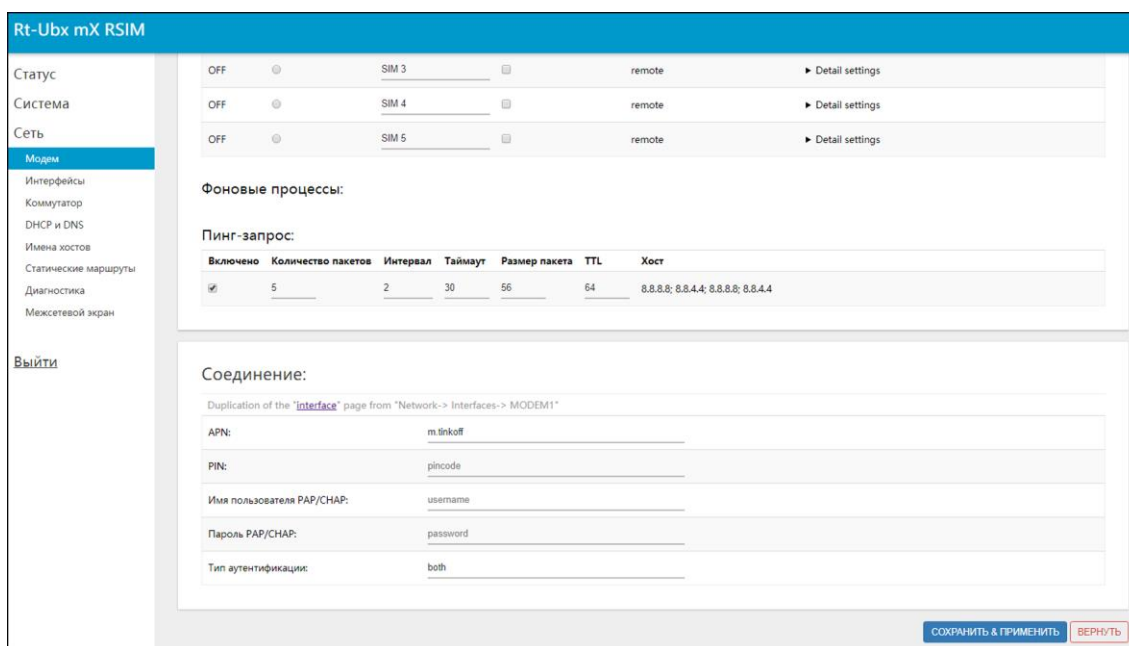 Rt-Ubx mX RSIM
Статус
Система
Сеть
Модем
Интерфейсы
Коммутатор
DHCP и DNS
Имена хостов
Статические маршруты
Диагностика
Межсетевой экран
Выйти
OFF SIM 3 remote ► Detail settings
OFF SIM 4 remote ► Detail settings
OFF SIM 5 remote ► Detail settings
Фоновые процессы:
Пинг-запрос:
Включено Количество пакетов Интервал Таймаут Размер пакета TTL Хост
5 2 30 56 64 8.8.8.8; 8.8.4.4; 8.8.8.8; 8.8.4.4
Соединение:
Duplication of the "interface" page from "Network-> Interfaces-> MODEM1"
APN: m.tinkoff
PIN: pincode
Имя пользователя PAP/CHAP: username
Пароль PAP/CHAP: password
Тип аутентификации: both
СОХРАНИТЬ & ПРИМЕНИТЬ ВЕРНУТЬ